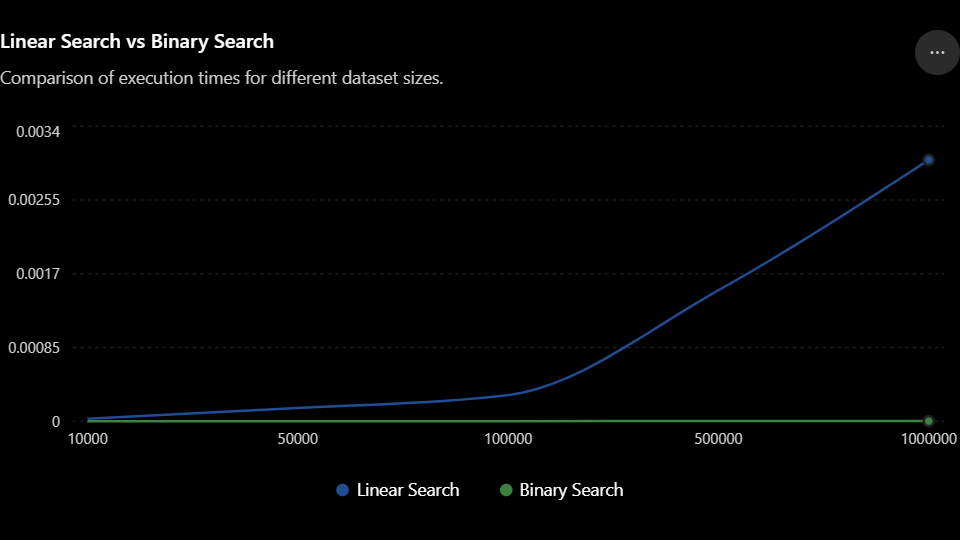 Linear Search vs Binary Search
...
Comparison of execution times for different dataset sizes.
0.0034
0.00255
0.0017
0.00085
0
10000 50000 100000 500000 1000000
Linear Search Binary Search